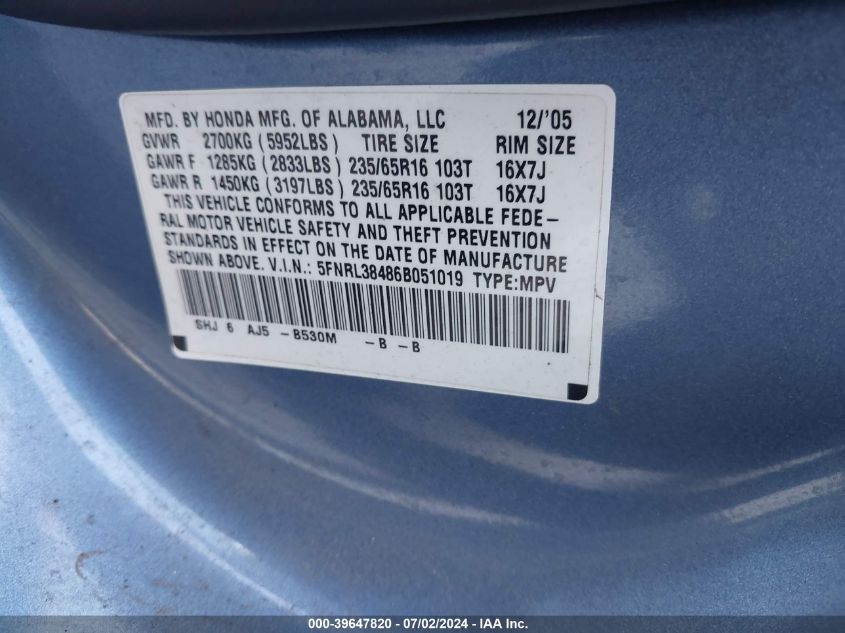 MFD. BY HONDA MFG. OF ALABAMA, LLC 12/'05
GVWR 2700KG (5952LBS) TIRE SIZE RIM SIZE
GAWR F 1285KG (2833LBS) 235/65R16 103T 16X7J
GAWR R 1450KG (3197LBS) 235/65R16 103T 16X7J
THIS VEHICLE CONFORMS TO ALL APPLICABLE FEDE-
RAL MOTOR VEHICLE SAFETY AND THEFT PREVENTION
STANDARDS IN EFFECT ON THE DATE OF MANUFACTURE
SHOWN ABOVE. V.I.N.: 5FNRL38486B051019 TYPE:MPV
SHJ 6 AJ5 -B530M -B -B
000-39647820 - 07/02/2024 - IAA Inc.